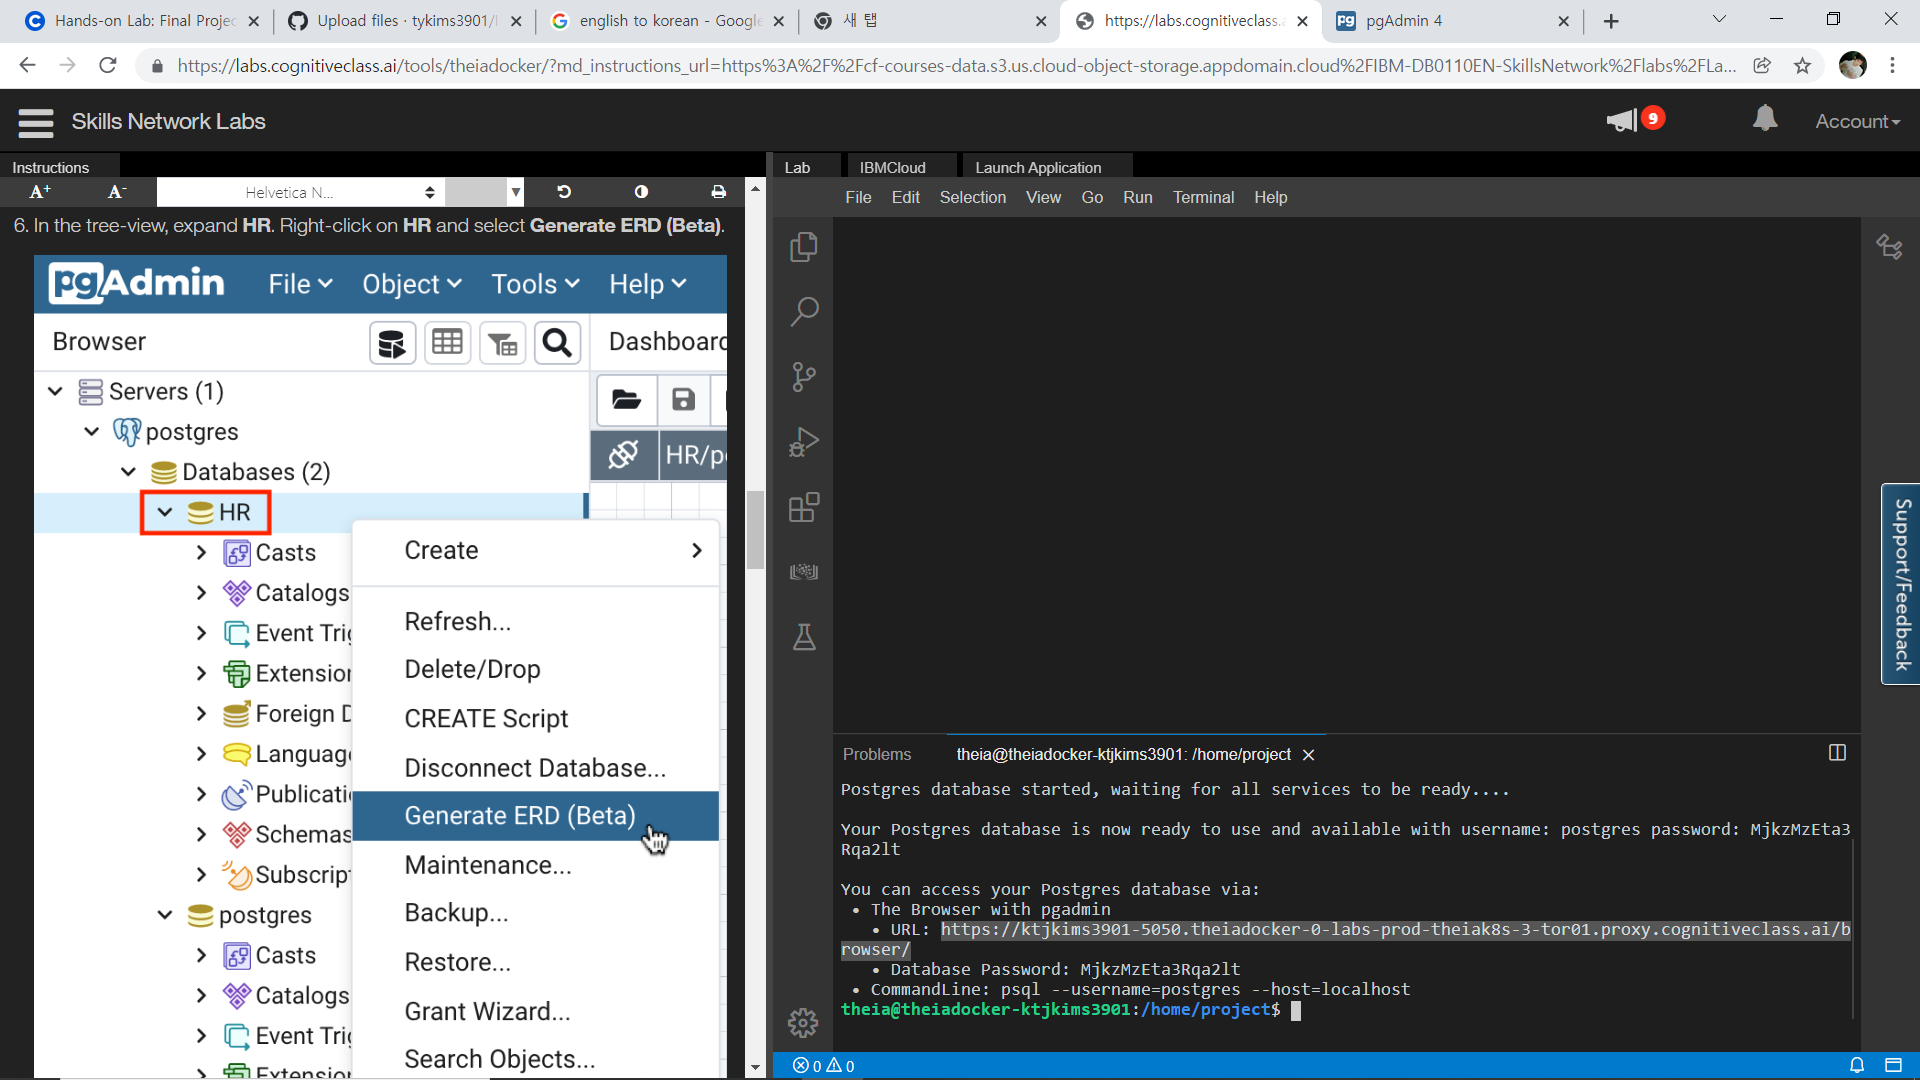 Hands-on Lab: Final Projec
Upload files · tykims3901/
english to korean - Google
새 탭
https://labs.cognitiveclass.
pgAdmin 4
https://labs.cognitiveclass.ai/tools/theiadocker/?md_instructions_url=https%3A%2F%2Fcf-courses-data.s3.us.cloud-object-storage.appdomain.cloud%2FIBM-DB0110EN-SkillsNetwork%2Flabs%2FLa...
Skills Network Labs
9
Account
Instructions
A+
A-
Helvetica N...
6. In the tree-view, expand HR. Right-click on HR and select Generate ERD (Beta).
pgAdmin File Object Tools Help
Browser
Dashboard
Servers (1)
postgres
HR/p
Databases (2)
HR
Casts
Catalogs
Event Trig
Extension
Foreign D
Language
Publicati
Schemas
Subscript
postgres
Casts
Catalogs
Event Trig
Extension
Create
Refresh...
Delete/Drop
CREATE Script
Disconnect Database...
Generate ERD (Beta)
Maintenance...
Backup...
Restore...
Grant Wizard...
Search Objects...
Lab
IBMCloud
Launch Application
File Edit Selection View Go Run Terminal Help
Support/Feedback
Problems
theia@theiadocker-ktjkims3901: /home/project
Postgres database started, waiting for all services to be ready....
Your Postgres database is now ready to use and available with username: postgres password: MjkzMzEta3
Rqa2lt
You can access your Postgres database via:
• The Browser with pgadmin
• URL: https://ktjkims3901-5050.theiadocker-0-labs-prod-theiak8s-3-tor01.proxy.cognitiveclass.ai/b
rowser/
• Database Password: MjkzMzEta3Rqa2lt
• CommandLine: psql --username=postgres --host=localhost
theia@theiadocker-ktjkims3901:/home/project$
0 0